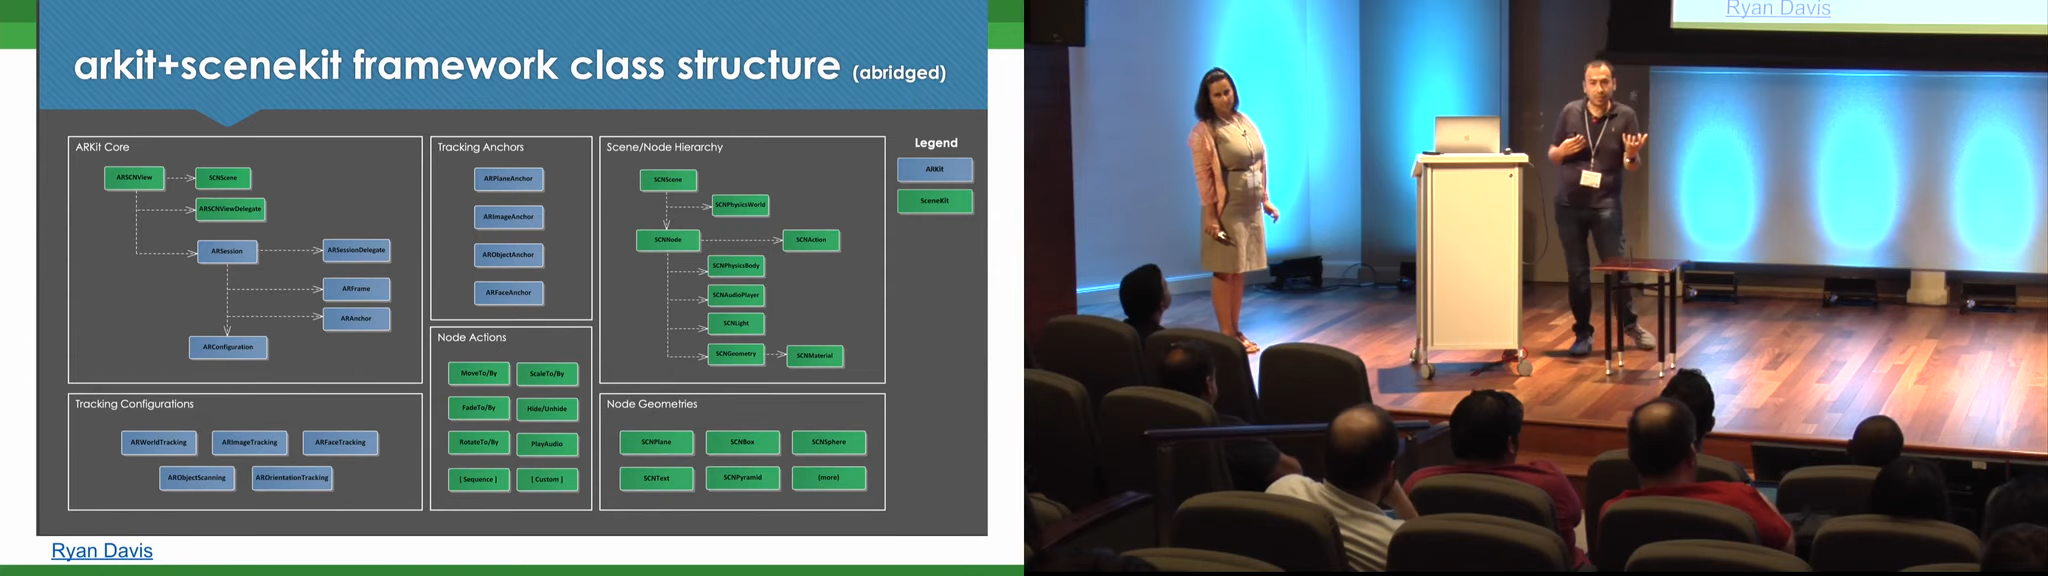 arkit+scenekit framework class structure (abridged)
ARKit Core
ARSCNView
SCNScene
ARSCNViewDelegate
ARSession
ARSessionDelegate
ARFrame
ARAnchor
ARConfiguration
Tracking Anchors
ARPlaneAnchor
ARImageAnchor
ARObjectAnchor
ARFaceAnchor
Scene/Node Hierarchy
SCNScene
SCNPhysicsWorld
SCNNode
SCNAction
SCNPhysicsBody
SCNAudioPlayer
SCNLight
SCNGeometry
SCNMaterial
Legend
ARKit
SceneKit
Tracking Configurations
ARWorldTracking
ARImageTracking
ARFaceTracking
ARObjectScanning
AROrientationTracking
Node Actions
MoveTo/By
ScaleTo/By
FadeTo/By
Hide/Unhide
RotateTo/By
PlayAudio
[ Sequence ]
[ Custom ]
Node Geometries
SCNPlane
SCNBox
SCNSphere
SCNText
SCNPyramid
(more)
Ryan Davis
Ryan Davis